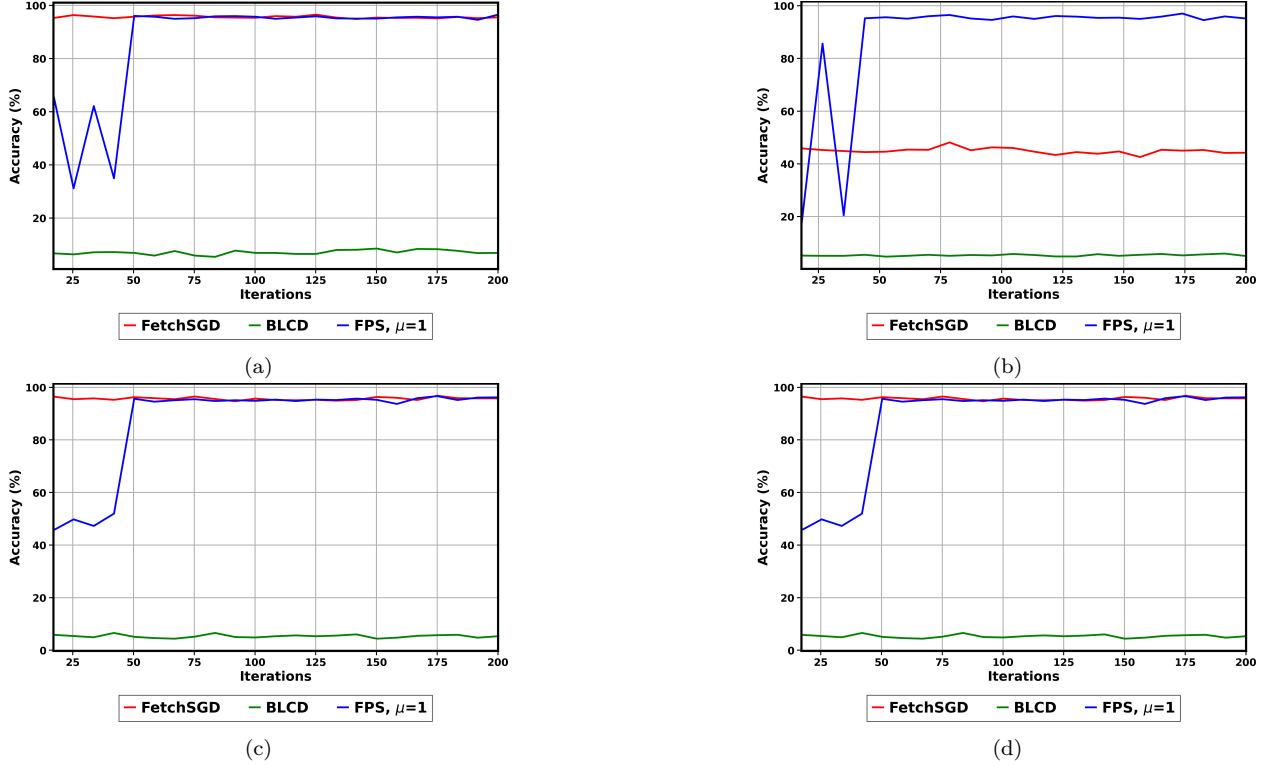 100
80
60
40
20
Accuracy (%)
25 50 75 100 125 150 175 200
Iterations
FetchSGD BLCD FPS, μ=1
(a)
100
80
60
40
20
Accuracy (%)
25 50 75 100 125 150 175 200
Iterations
FetchSGD BLCD FPS, μ=1
(b)
100
80
60
40
20
0
Accuracy (%)
25 50 75 100 125 150 175 200
Iterations
FetchSGD BLCD FPS, μ=1
(c)
100
80
60
40
20
0
Accuracy (%)
25 50 75 100 125 150 175 200
Iterations
FetchSGD BLCD FPS, μ=1
(d)